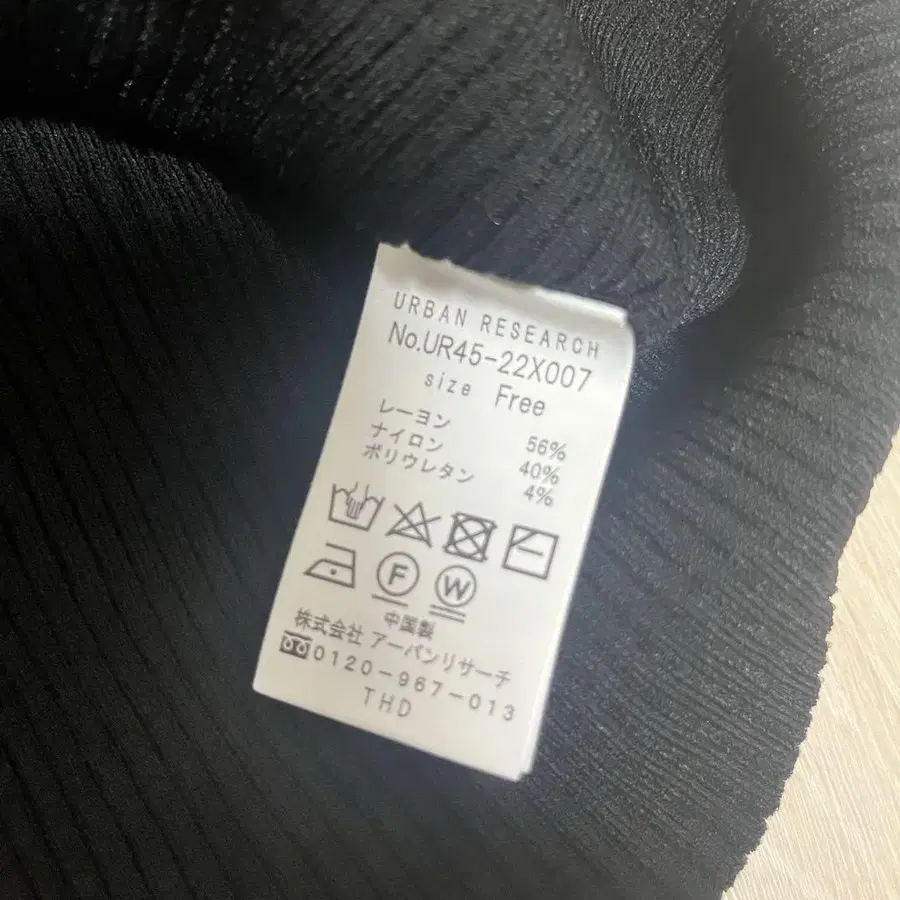 URBAN RESEARCH
No.UR45-22X007
size Free
レーヨン 56%
ナイロン 40%
ポリウレタン 4%
F W
中国製
株式会社 アーバンリサーチ
0120-967-013
THD